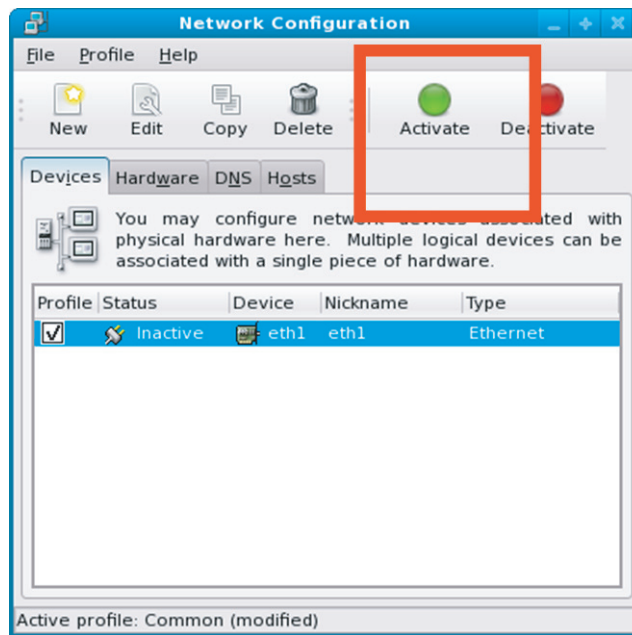 Network Configuration
File Profile Help
New Edit Copy Delete Activate Deactivate
Devices Hardware DNS Hosts
You may configure network devices associated with
physical hardware here. Multiple logical devices can be
associated with a single piece of hardware.
Profile Status Device Nickname Type
Inactive eth1 eth1 Ethernet
Active profile: Common (modified)